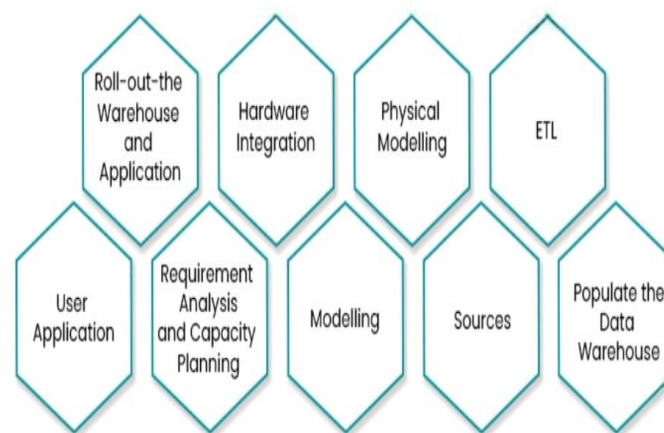 Roll-out-the
Warehouse
and
Application
Hardware
Integration
Physical
Modelling
ETL
User
Application
Requirement
Analysis
and Capacity
Planning
Modelling
Sources
Populate the
Data
Warehouse